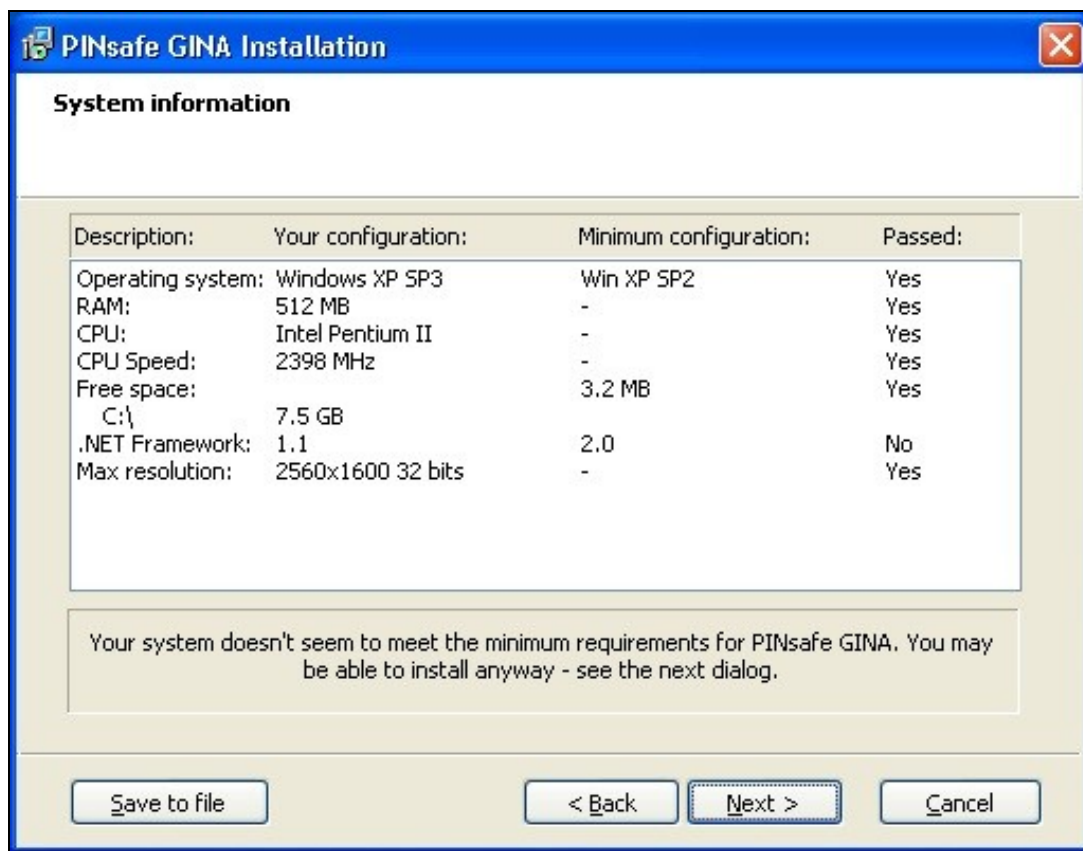 PINsafe GINA Installation
System information
Description: Your configuration: Minimum configuration: Passed:
Operating system: Windows XP SP3 Win XP SP2 Yes
RAM: 512 MB - Yes
CPU: Intel Pentium II - Yes
CPU Speed: 2398 MHz - Yes
Free space: 3.2 MB Yes
C:\ 7.5 GB
.NET Framework: 1.1 2.0 No
Max resolution: 2560x1600 32 bits - Yes
Your system doesn't seem to meet the minimum requirements for PINsafe GINA. You may
be able to install anyway - see the next dialog.
Save to file < Back Next > Cancel